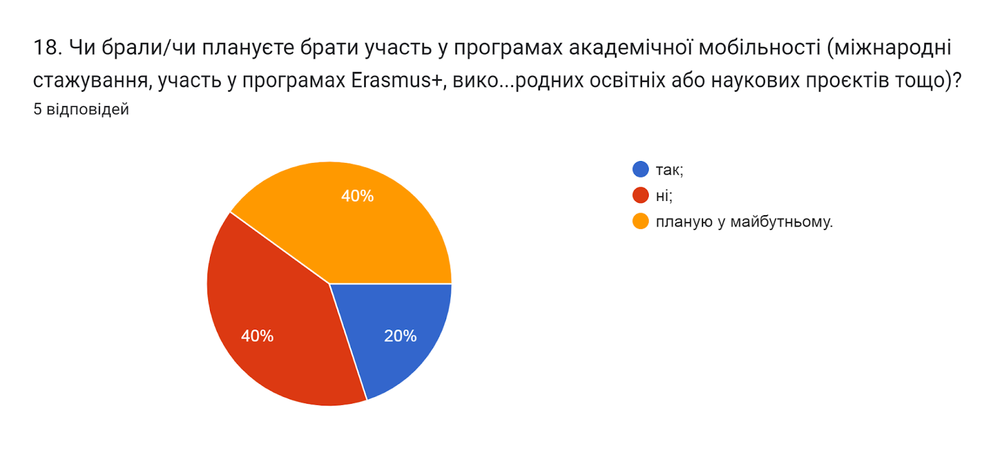 18. Чи брали/чи плануєте брати участь у програмах академічної мобільності (міжнародні
стажування, участь у програмах Erasmus+, вико...родних освітніх або наукових проєктів тощо)?
5 відповідей
40%
40%
20%
так;
ні;
планую у майбутньому.